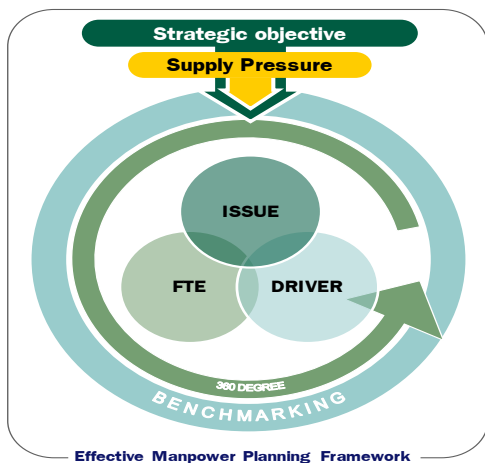 Strategic objective
Supply Pressure
ISSUE
FTE
DRIVER
360 DEGREE
BENCHMARKING
Effective Manpower Planning Framework